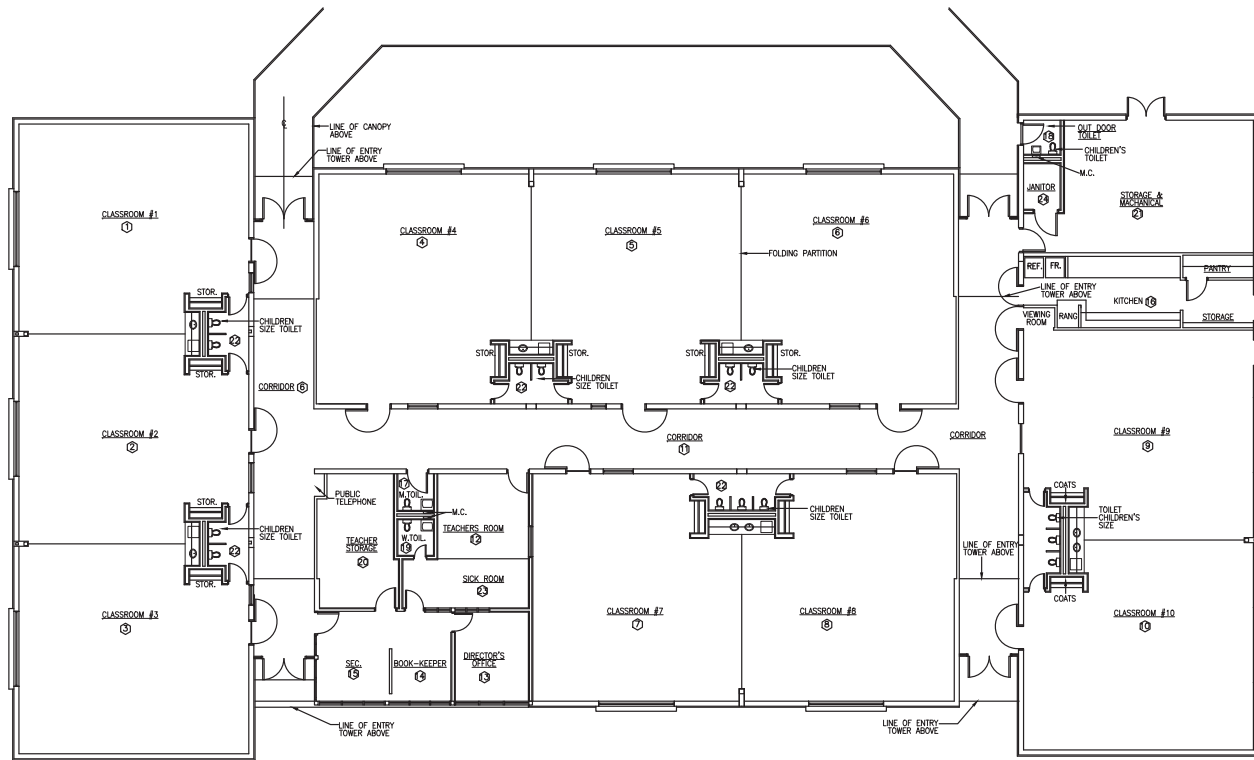 LINE OF CANOPY
ABOVE
LINE OF ENTRY
TOWER ABOVE
CLASSROOM #1
1
STOR.
CHILDREN
SIZE TOILET
22
STOR.
CORRIDOR 6
CLASSROOM #2
2
STOR.
CHILDREN
SIZE TOILET
22
STOR.
CLASSROOM #3
3
CLASSROOM #4
4
CLASSROOM #5
5
CLASSROOM #6
6
FOLDING PARTITION
STOR.
STOR.
CHILDREN
SIZE TOILET
22
STOR.
STOR.
CHILDREN
SIZE TOILET
22
CORRIDOR
11
CORRIDOR
PUBLIC
TELEPHONE
17
M.TOIL.
M.C.
W.TOIL.
19
TEACHER
STORAGE
20
TEACHERS ROOM
12
SICK ROOM
23
SEC.
15
BOOK-KEEPER
14
DIRECTOR'S
OFFICE
13
LINE OF ENTRY
TOWER ABOVE
22
CHILDREN
SIZE TOILET
CLASSROOM #7
7
CLASSROOM #8
8
LINE OF ENTRY
TOWER ABOVE
LINE OF ENTRY
TOWER ABOVE
18
OUT DOOR
TOILET
CHILDREN'S
TOILET
M.C.
JANITOR
24
STORAGE &
MACHANICAL
21
REF.
FR.
PANTRY
LINE OF ENTRY
TOWER ABOVE
KITCHEN 16
VIEWING
ROOM
RANG
STORAGE
CLASSROOM #9
9
COATS
TOILET
CHILDREN'S
SIZE
COATS
CLASSROOM #10
10